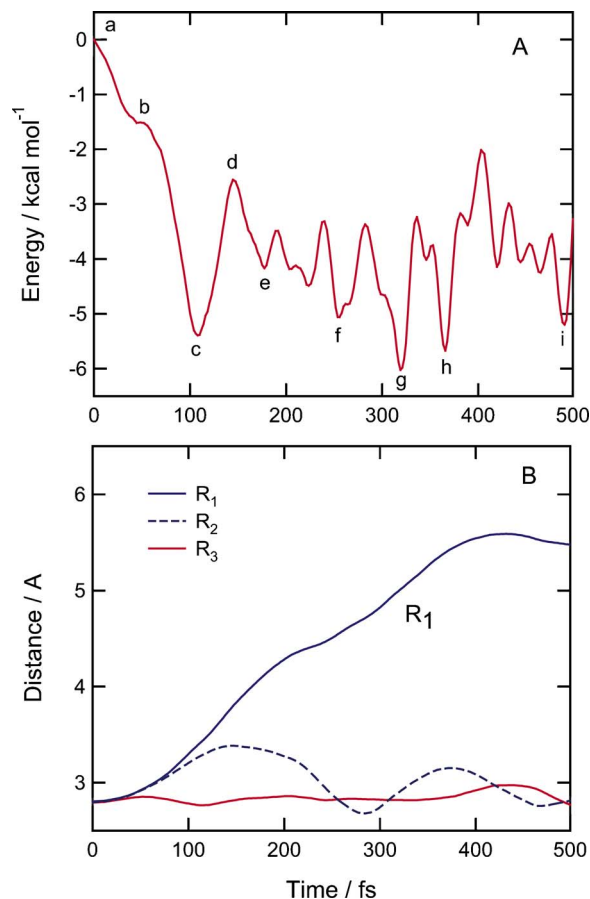 A
a
b
c
d
e
f
g
h
i
0
-1
-2
-3
-4
-5
-6
Energy / kcal mol⁻¹
0 100 200 300 400 500
B
R₁
R₂
R₃
R₁
6
5
4
3
Distance / A
0 100 200 300 400 500
Time / fs